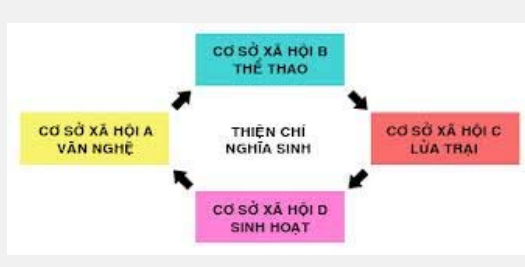 CƠ SỞ XÃ HỘI B
THỂ THAO
CƠ SỞ XÃ HỘI A
VĂN NGHỆ
THIỆN CHÍ
NGHĨA SINH
CƠ SỞ XÃ HỘI C
LỬA TRẠI
CƠ SỞ XÃ HỘI D
SINH HOẠT